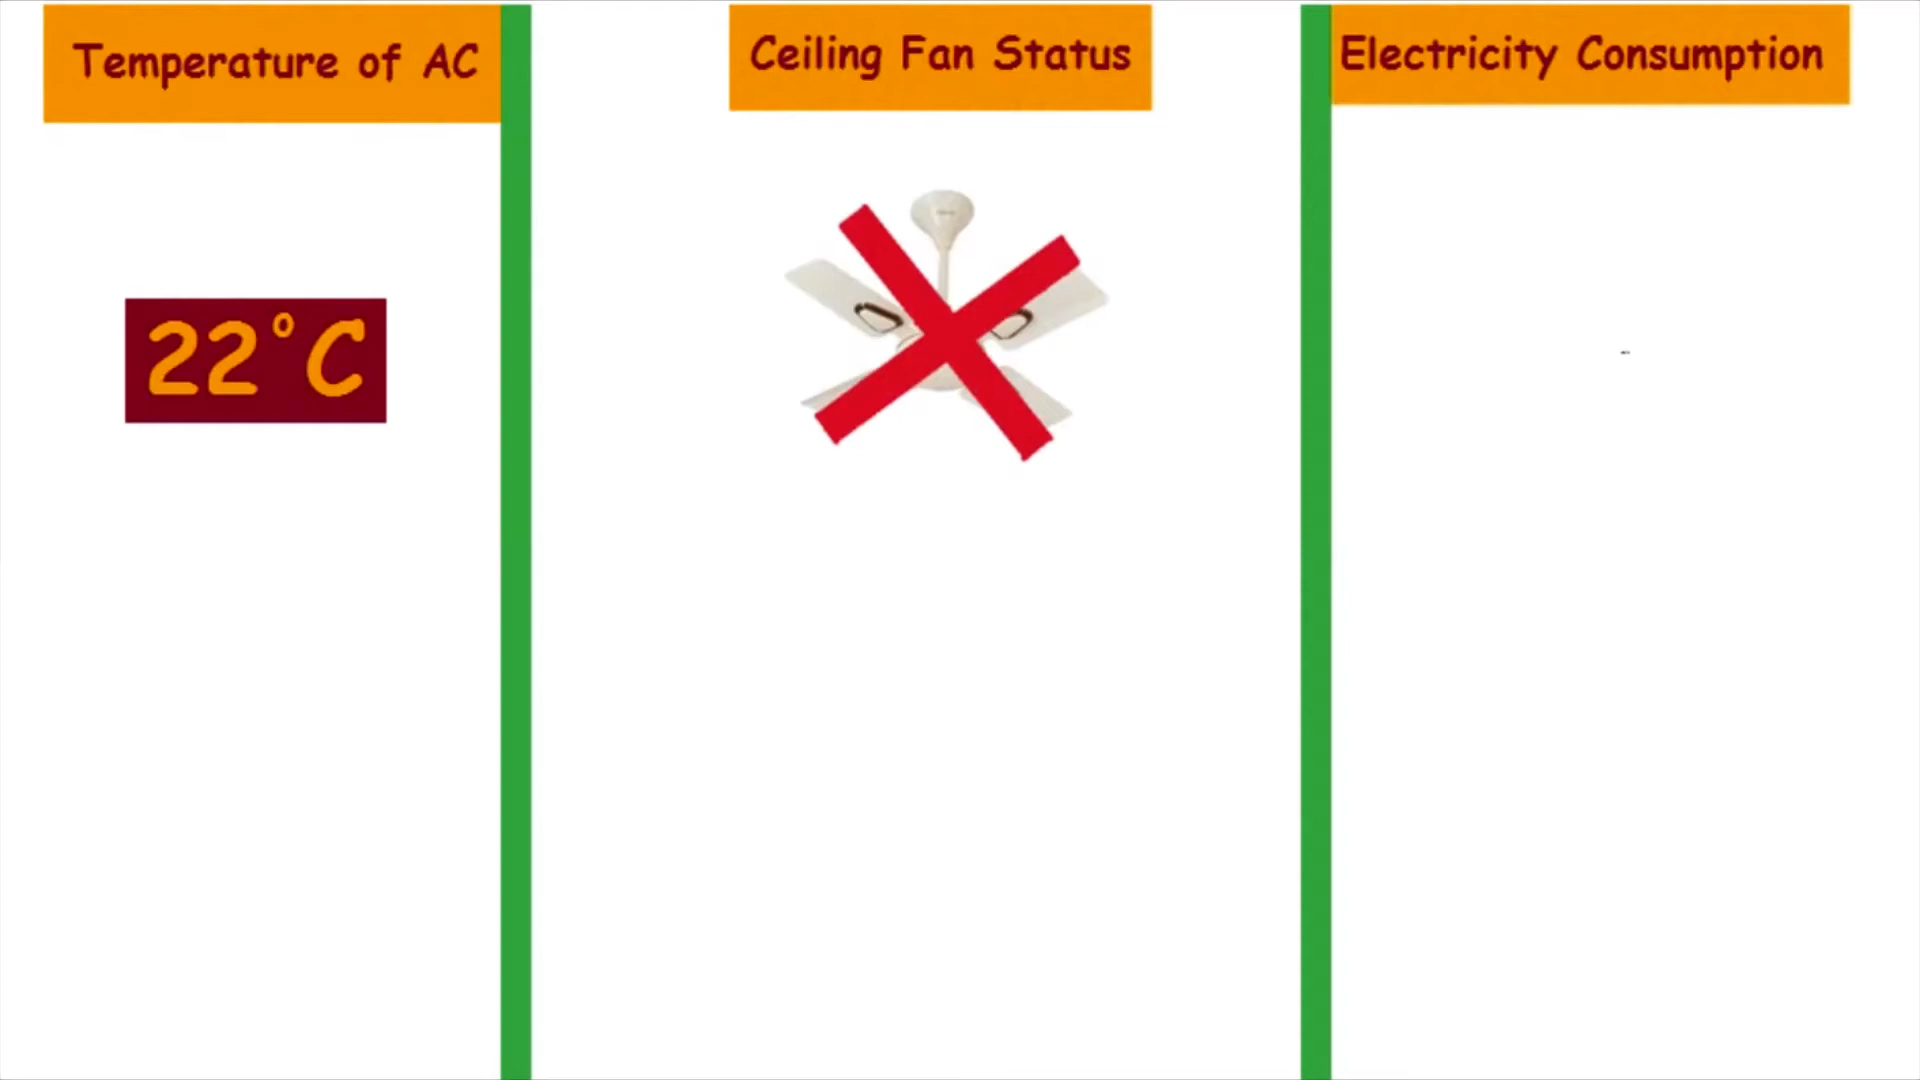 Temperature of AC
Ceiling Fan Status
Electricity Consumption
22°C